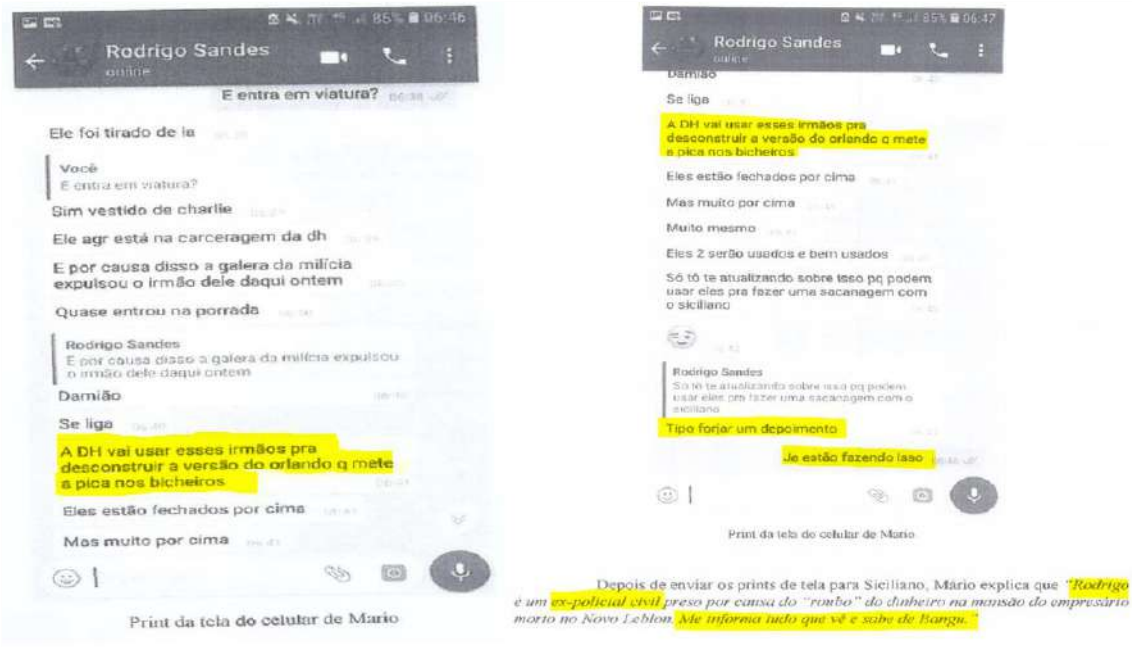 85% 06:46
Rodrigo Sandes
online
E entra em viatura? 06:38
Ele foi tirado de la
Você
E entra em viatura?
Sim vestido de charlie
Ele agr está na carceragem da dh
E por causa disso a galera da milícia
expulsou o irmão dele daqui ontem
Quase entrou na porrada
Rodrigo Sandes
E por causa disso a galera da milícia expulsou
o irmão dele daqui ontem
Damião
Se liga
A DH vai usar esses irmãos pra
desconstruir a versão do orlando q mete
a pica nos bicheiros
Eles estão fechados por cima
Mas muito por cima
Print da tela do celular de Mario
85% 06:47
Rodrigo Sandes
online
Damião
Se liga
A DH vai usar esses irmãos pra
desconstruir a versão do orlando q mete
a pica nos bicheiros
Eles estão fechados por cima
Mas muito por cima
Muito mesmo
Eles 2 serão usados e bem usados
Só tô te atualizando sobre isso pq podem
usar eles pra fazer uma sacanagem com
o siciliano
Rodrigo Sandes
Só tô te atualizando sobre isso pq podem
usar eles pra fazer uma sacanagem com o
siciliano
Tipo forjar um depoimento
Je estão fazendo isso
Print da tela do celular de Mario
Depois de enviar os prints de tela para Siciliano, Mário explica que "Rodrigo
é um ex-policial civil preso por causa do "roubo" do dinheiro na mansão do empresário
morto no Novo Leblon. Me informa tudo que vê e sabe de Bangu."